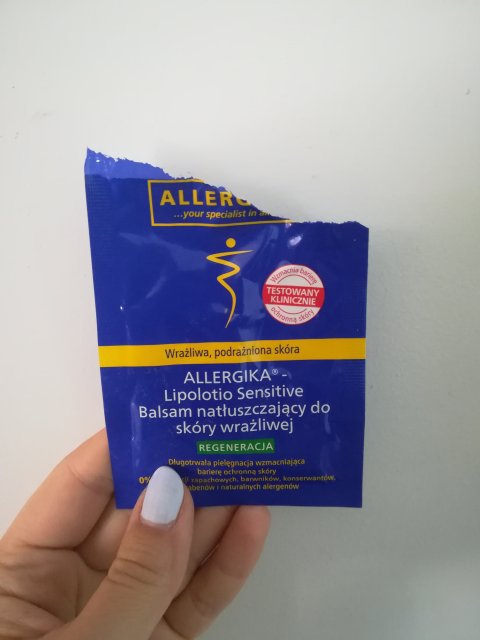 ALLERG
...your specialist in al
Wzmacnia barierę
TESTOWANY
KLINICZNIE
ochronną skóry
Wrażliwa, podrażniona skóra
ALLERGIKA® -
Lipolotio Sensitive
Balsam natłuszczający do
skóry wrażliwej
REGENERACJA
Długotrwała pielęgnacja wzmacniająca
barierę ochronną skóry
0% zapachowych, barwników, konserwantów,
i naturalnych alergenów